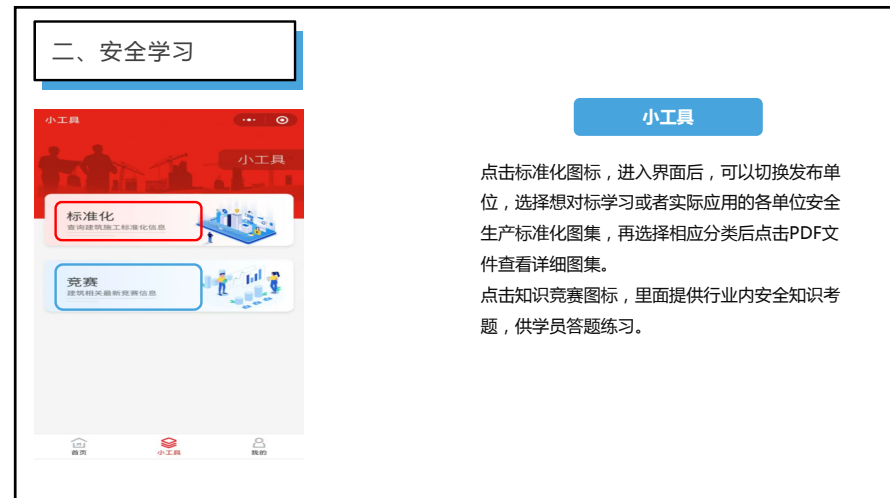 二、安全学习
小工具
小工具
标准化
查询建筑施工标准化信息
竞赛
建筑相关最新竞赛信息
首页
小工具
我的
小工具
点击标准化图标，进入界面后，可以切换发布单
位，选择想对标学习或者实际应用的各单位安全
生产标准化图集，再选择相应分类后点击PDF文
件查看详细图集。
点击知识竞赛图标，里面提供行业内安全知识考
题，供学员答题练习。